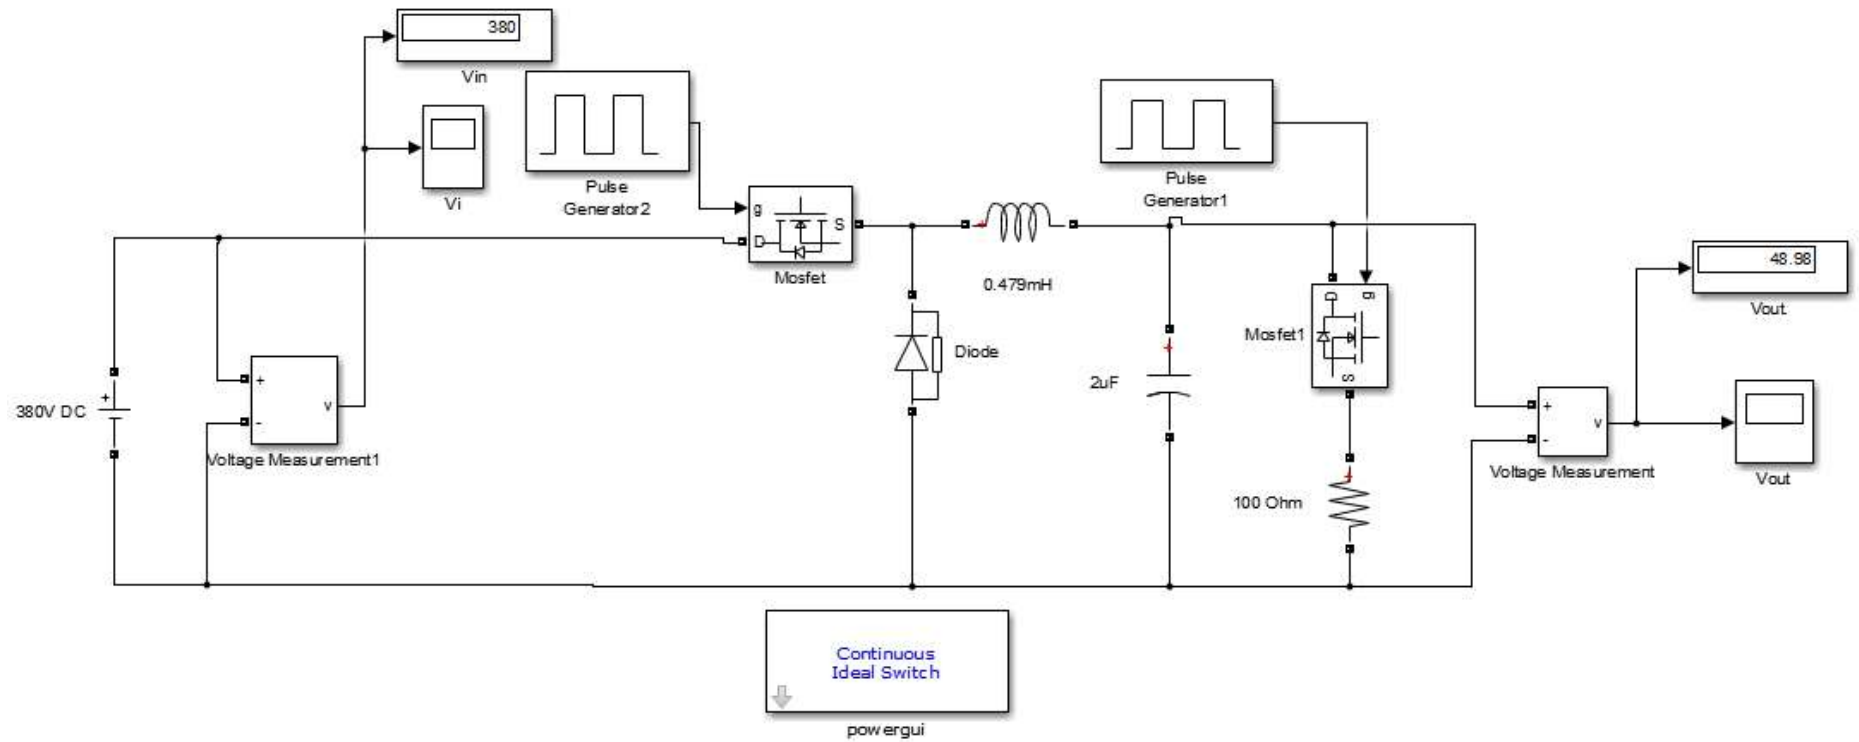 380
Vin
Vi
Pulse
Generator2
g
D
S
Mosfet
0.479mH
Pulse
Generator1
D
g
S
Mosfet1
48.98
Vout
Diode
2uF
380V DC
+
+
-
v
Voltage Measurement1
+
+
+
-
v
Voltage Measurement
Vout
100 Ohm
+
Continuous
Ideal Switch
powergui